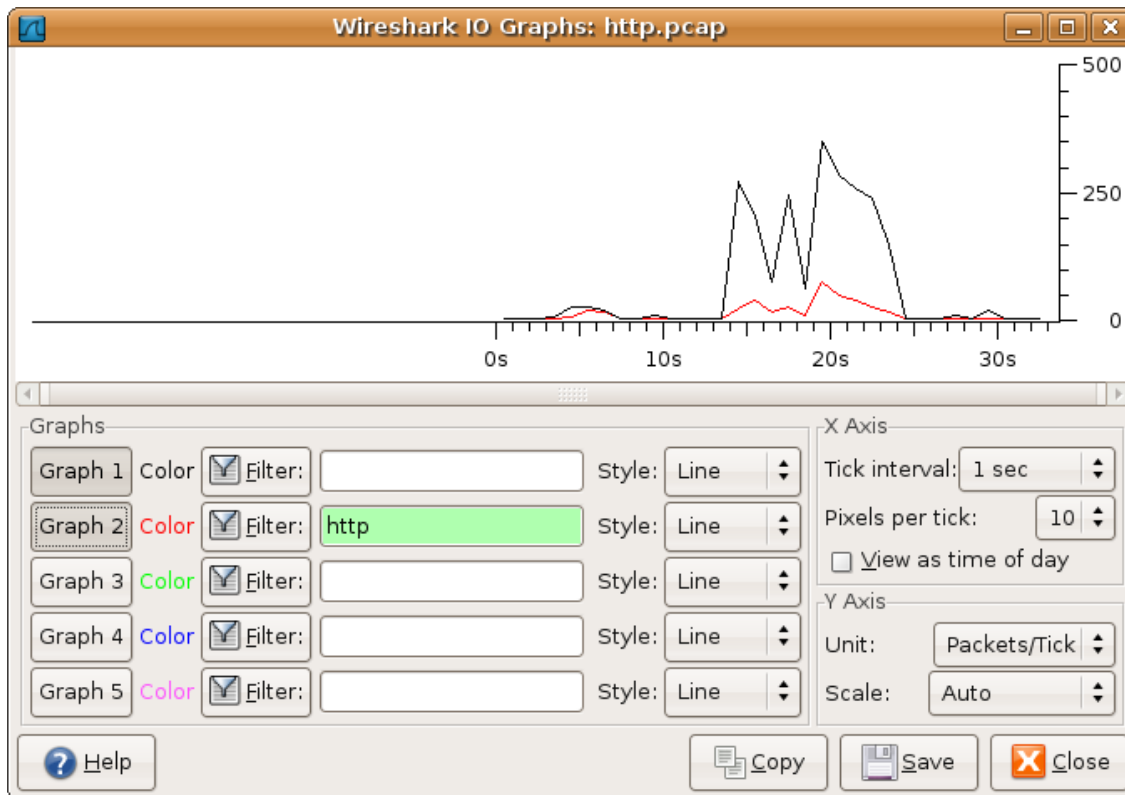 Wireshark IO Graphs: http.pcap
500
250
0
0s 10s 20s 30s
Graphs
Graph 1 Color Filter: Style: Line
Graph 2 Color Filter: http Style: Line
Graph 3 Color Filter: Style: Line
Graph 4 Color Filter: Style: Line
Graph 5 Color Filter: Style: Line
X Axis
Tick interval: 1 sec
Pixels per tick: 10
View as time of day
Y Axis
Unit: Packets/Tick
Scale: Auto
Help Copy Save Close